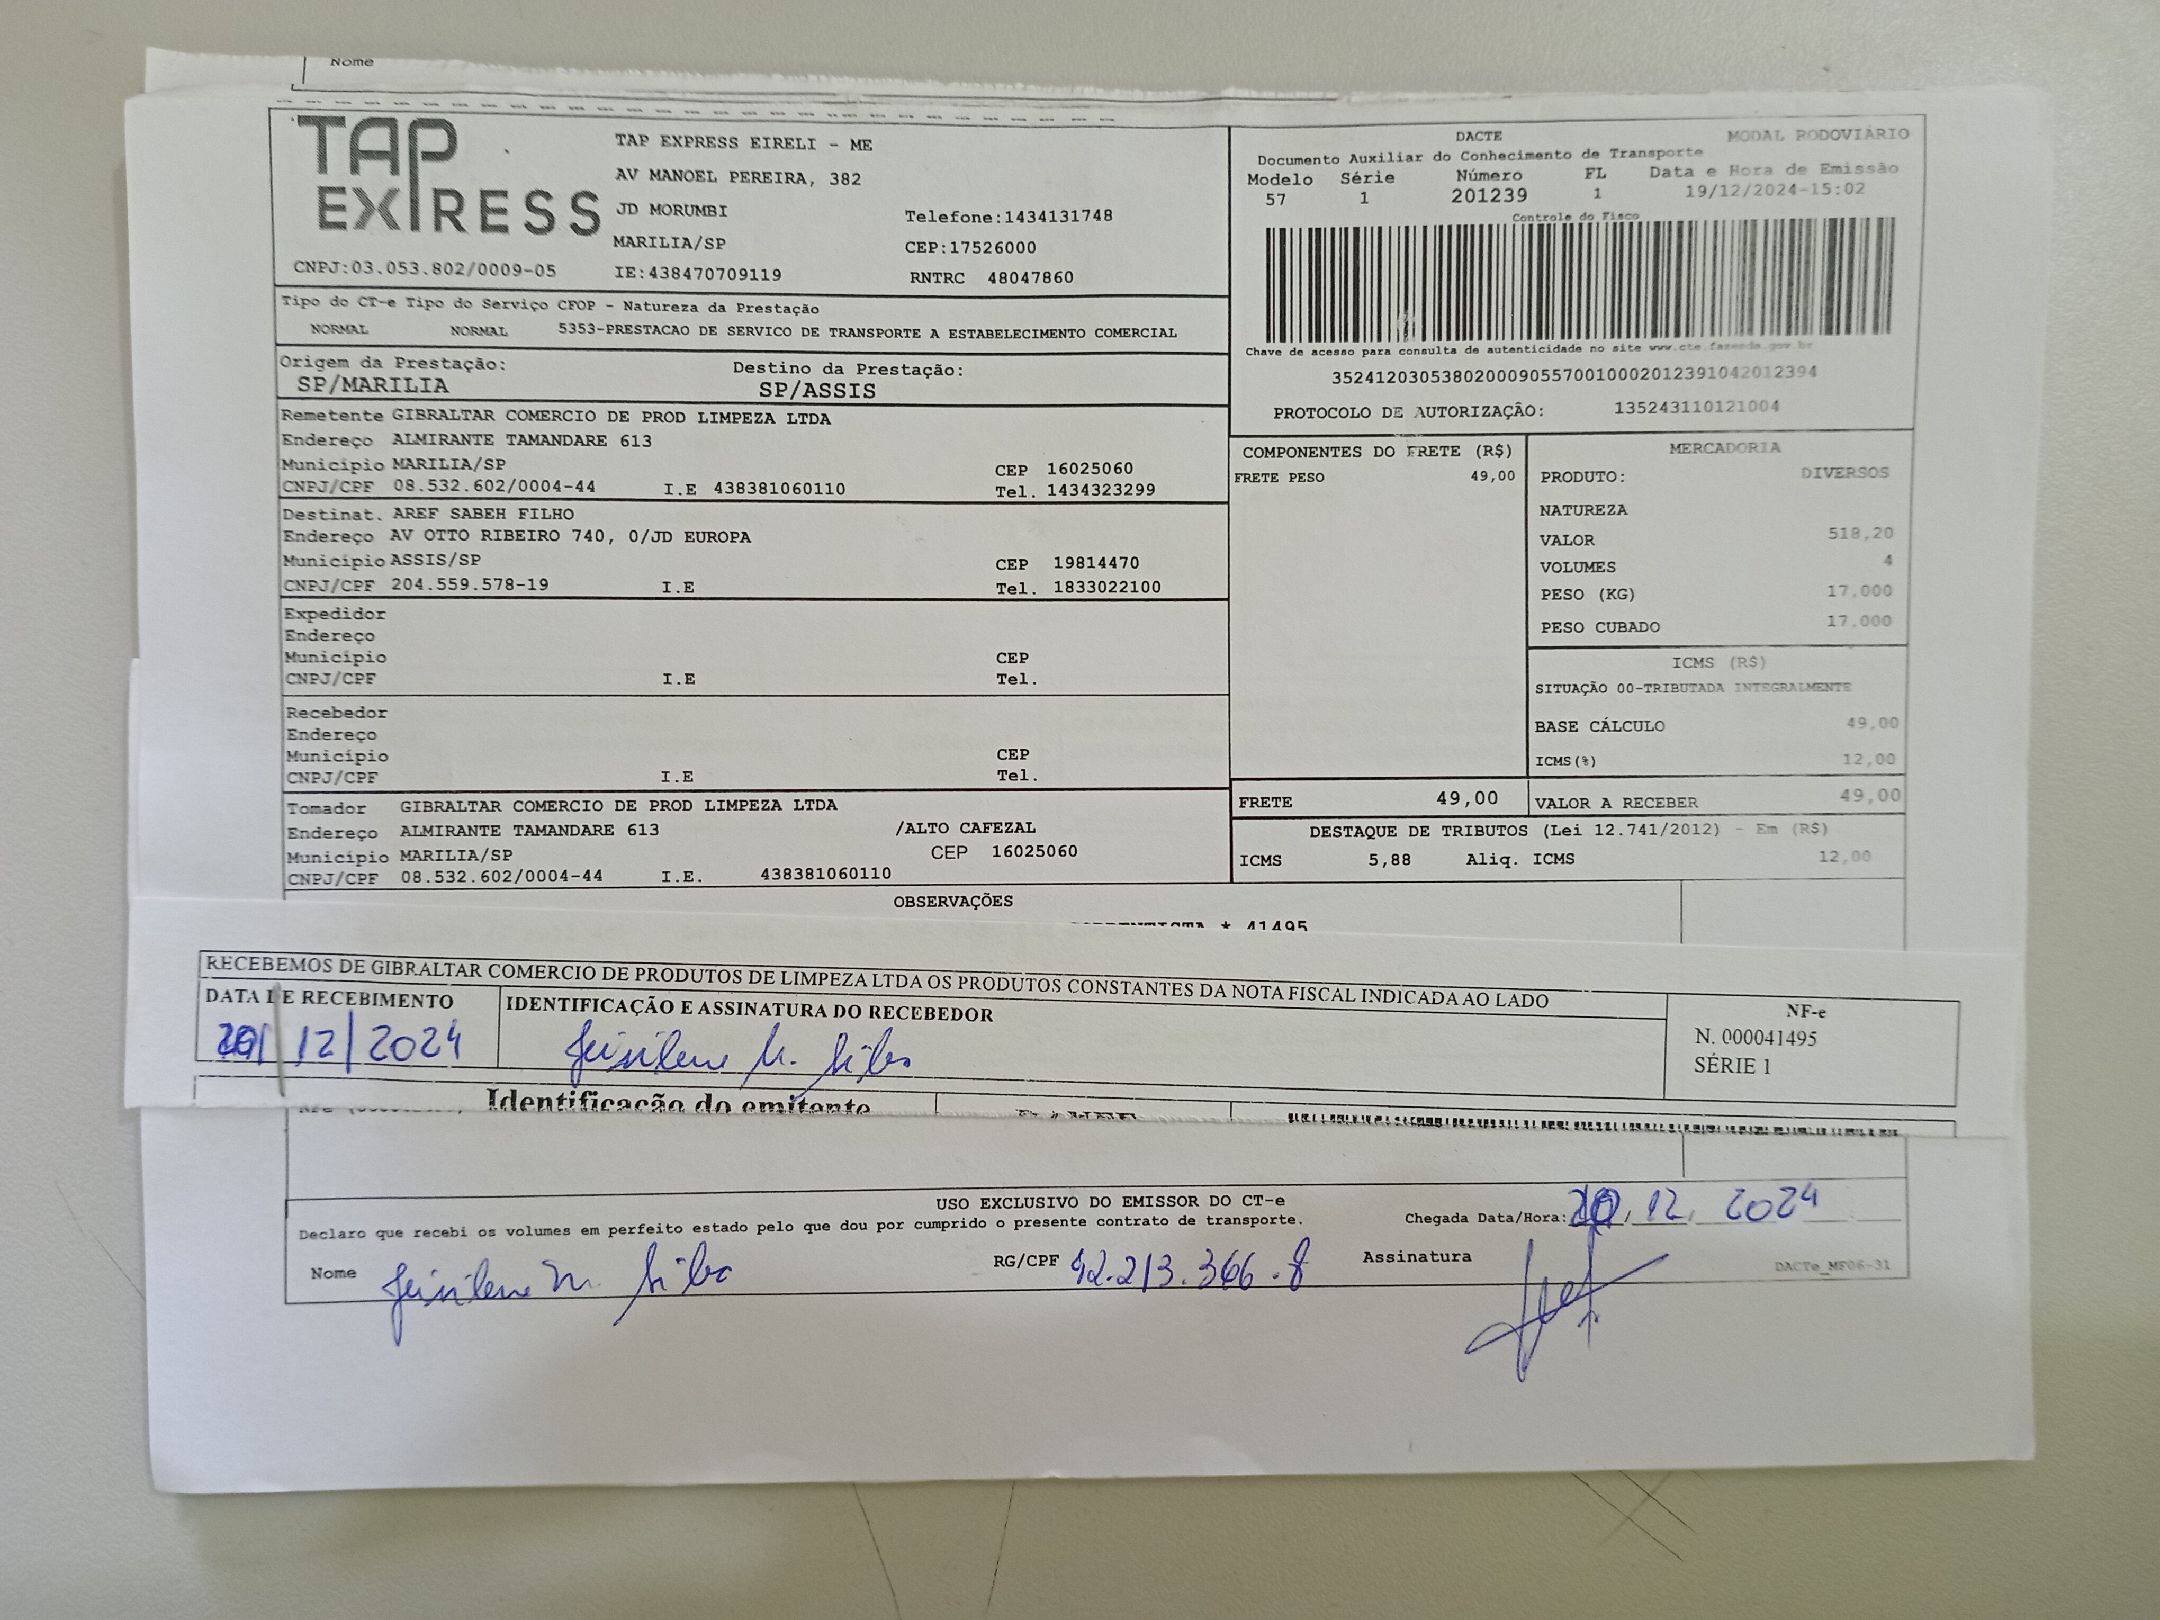 Nome
TAP EXPRESS
TAP EXPRESS EIRELI - ME
AV MANOEL PEREIRA, 382
JD MORUMBI
Telefone:1434131748
MARILIA/SP
CEP:17526000
CNPJ:03.053.802/0009-05
IE:438470709119
RNTRC 48047860
DACTE
MODAL RODOVIÁRIO
Documento Auxiliar do Conhecimento de Transporte
Modelo Série Número FL Data e Hora de Emissão
57 1 201239 1 19/12/2024-15:02
Controle do Fisco
Chave de acesso para consulta de autenticidade no site www.cte.fazenda.gov.br
35241203053802000905570010002012391042012394
PROTOCOLO DE AUTORIZAÇÃO: 135243110121004
Tipo do CT-e Tipo do Serviço CFOP - Natureza da Prestação
NORMAL NORMAL 5353-PRESTACAO DE SERVICO DE TRANSPORTE A ESTABELECIMENTO COMERCIAL
Origem da Prestação: Destino da Prestação:
SP/MARILIA SP/ASSIS
Remetente GIBRALTAR COMERCIO DE PROD LIMPEZA LTDA
Endereço ALMIRANTE TAMANDARE 613
Município MARILIA/SP CEP 16025060
CNPJ/CPF 08.532.602/0004-44 I.E 438381060110 Tel. 1434323299
Destinat. AREF SABEH FILHO
Endereço AV OTTO RIBEIRO 740, 0/JD EUROPA
Município ASSIS/SP CEP 19814470
CNPJ/CPF 204.559.578-19 I.E Tel. 1833022100
Expedidor
Endereço
Município CEP
CNPJ/CPF I.E Tel.
Recebedor
Endereço
Município CEP
CNPJ/CPF I.E Tel.
Tomador GIBRALTAR COMERCIO DE PROD LIMPEZA LTDA
Endereço ALMIRANTE TAMANDARE 613 /ALTO CAFEZAL
Município MARILIA/SP CEP 16025060
CNPJ/CPF 08.532.602/0004-44 I.E. 438381060110
COMPONENTES DO FRETE (R$)
FRETE PESO 49,00
MERCADORIA
PRODUTO: DIVERSOS
NATUREZA
VALOR 518,20
VOLUMES 4
PESO (KG) 17,000
PESO CUBADO 17,000
ICMS (R$)
SITUAÇÃO 00-TRIBUTADA INTEGRALMENTE
BASE CÁLCULO 49,00
ICMS(%) 12,00
FRETE 49,00 VALOR A RECEBER 49,00
DESTAQUE DE TRIBUTOS (Lei 12.741/2012) - Em (R$)
ICMS 5,88 Aliq. ICMS 12,00
OBSERVAÇÕES
* 41495
RECEBEMOS DE GIBRALTAR COMERCIO DE PRODUTOS DE LIMPEZA LTDA OS PRODUTOS CONSTANTES DA NOTA FISCAL INDICADA AO LADO
DATA DE RECEBIMENTO
20/12/2024
IDENTIFICAÇÃO E ASSINATURA DO RECEBEDOR
NF-e
N. 000041495
SÉRIE 1
Identificação do emitente
USO EXCLUSIVO DO EMISSOR DO CT-e
Declaro que recebi os volumes em perfeito estado pelo que dou por cumprido o presente contrato de transporte.
Chegada Data/Hora: 20/12/2024
Nome
RG/CPF 42.213.366.8
Assinatura
DACTe_MF06-31